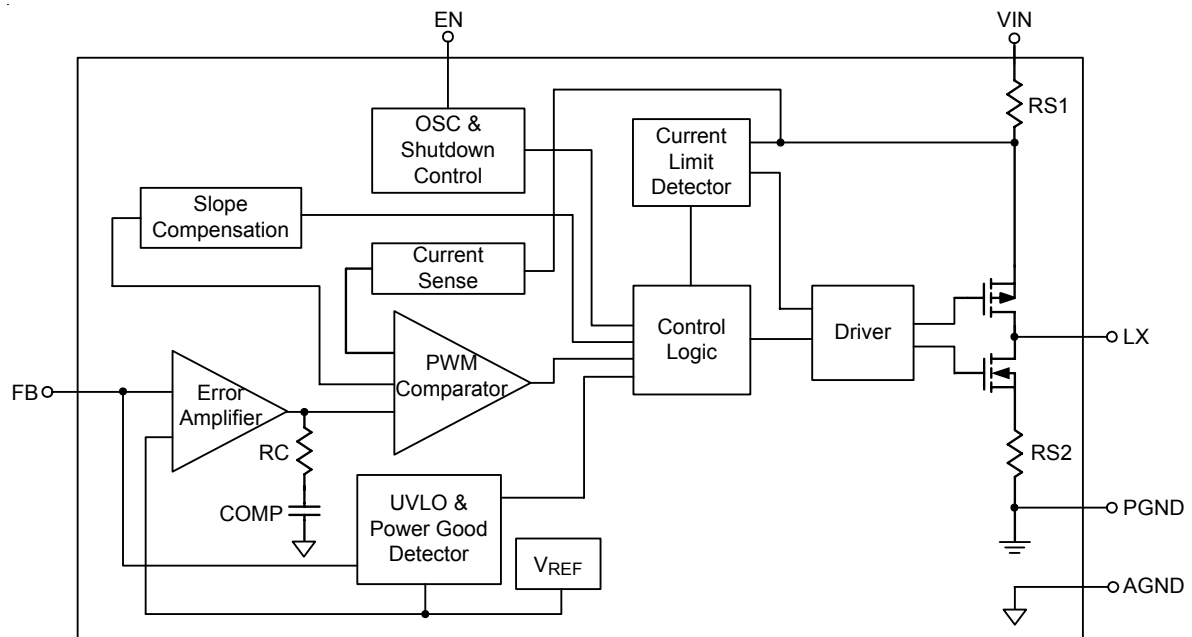 EN
VIN
RS1
OSC &
Shutdown
Control
Current
Limit
Detector
Slope
Compensation
Current
Sense
Control
Logic
Driver
LX
PWM
Comparator
FB
Error
Amplifier
RC
RS2
COMP
UVLO &
Power Good
Detector
VREF
PGND
AGND